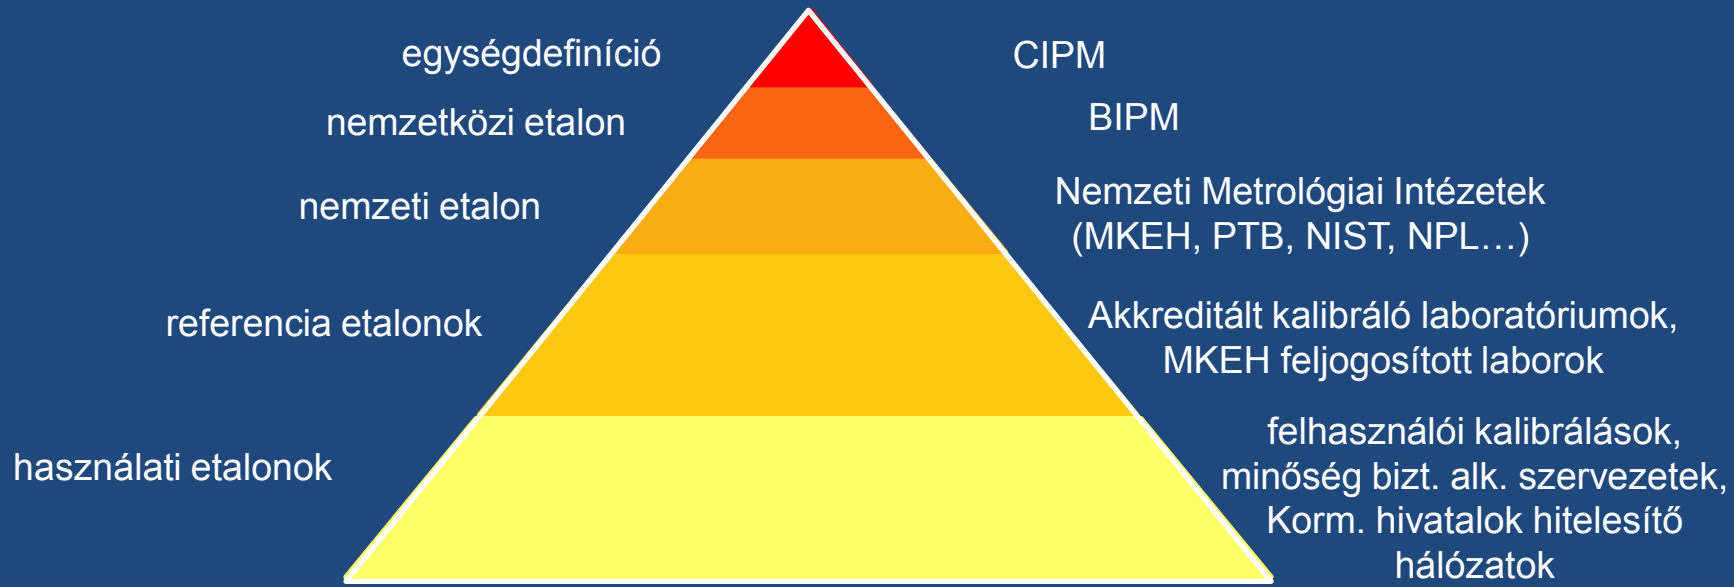 egységdefiníció
CIPM
nemzetközi etalon
BIPM
nemzeti etalon
Nemzeti Metrológiai Intézetek
(MKEH, PTB, NIST, NPL…)
referencia etalonok
Akkreditált kalibráló laboratóriumok,
MKEH feljogosított laborok
használati etalonok
felhasználói kalibrálások,
minőség bizt. alk. szervezetek,
Korm. hivatalok hitelesítő
hálózatok